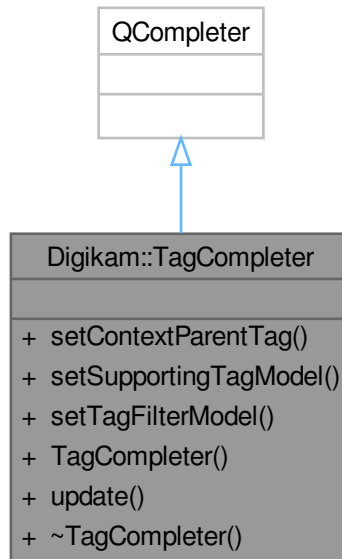 QCompleter
Digikam::TagCompleter
+ setContextParentTag()
+ setSupportingTagModel()
+ setTagFilterModel()
+ TagCompleter()
+ update()
+ ~TagCompleter()